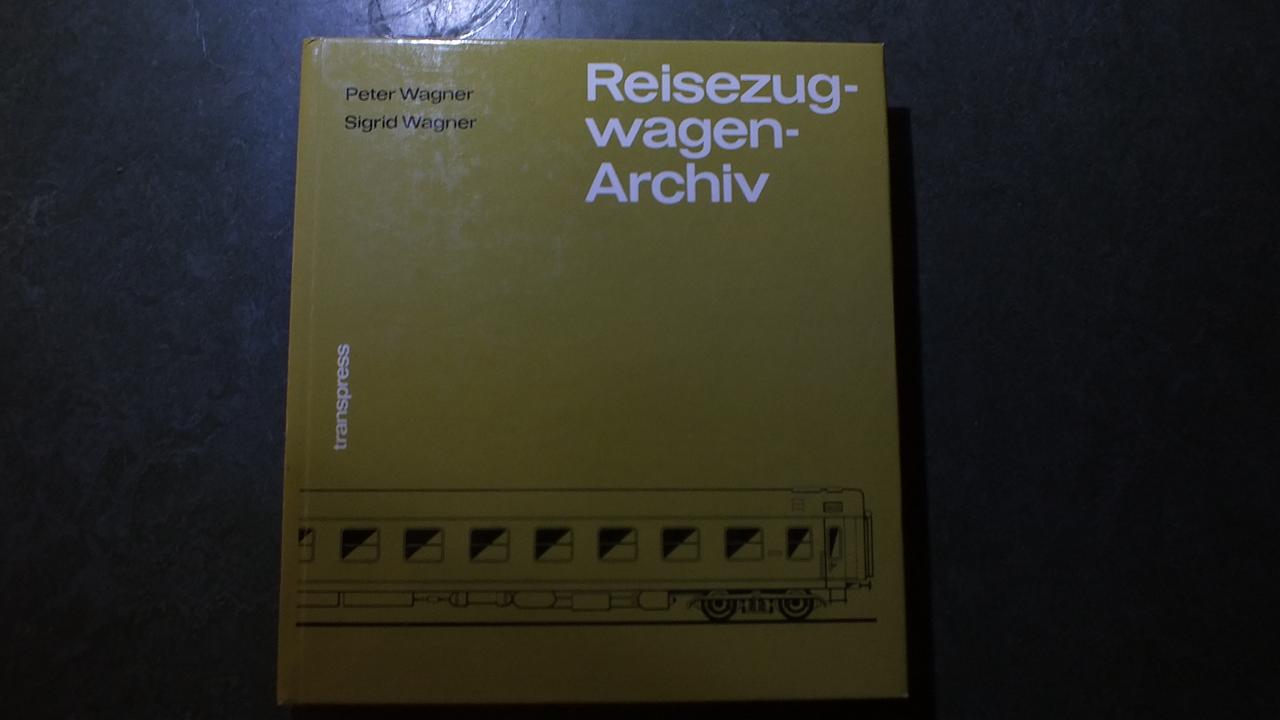 Peter Wagner
Sigrid Wagner
Reisezug-
wagen-
Archiv
transpress